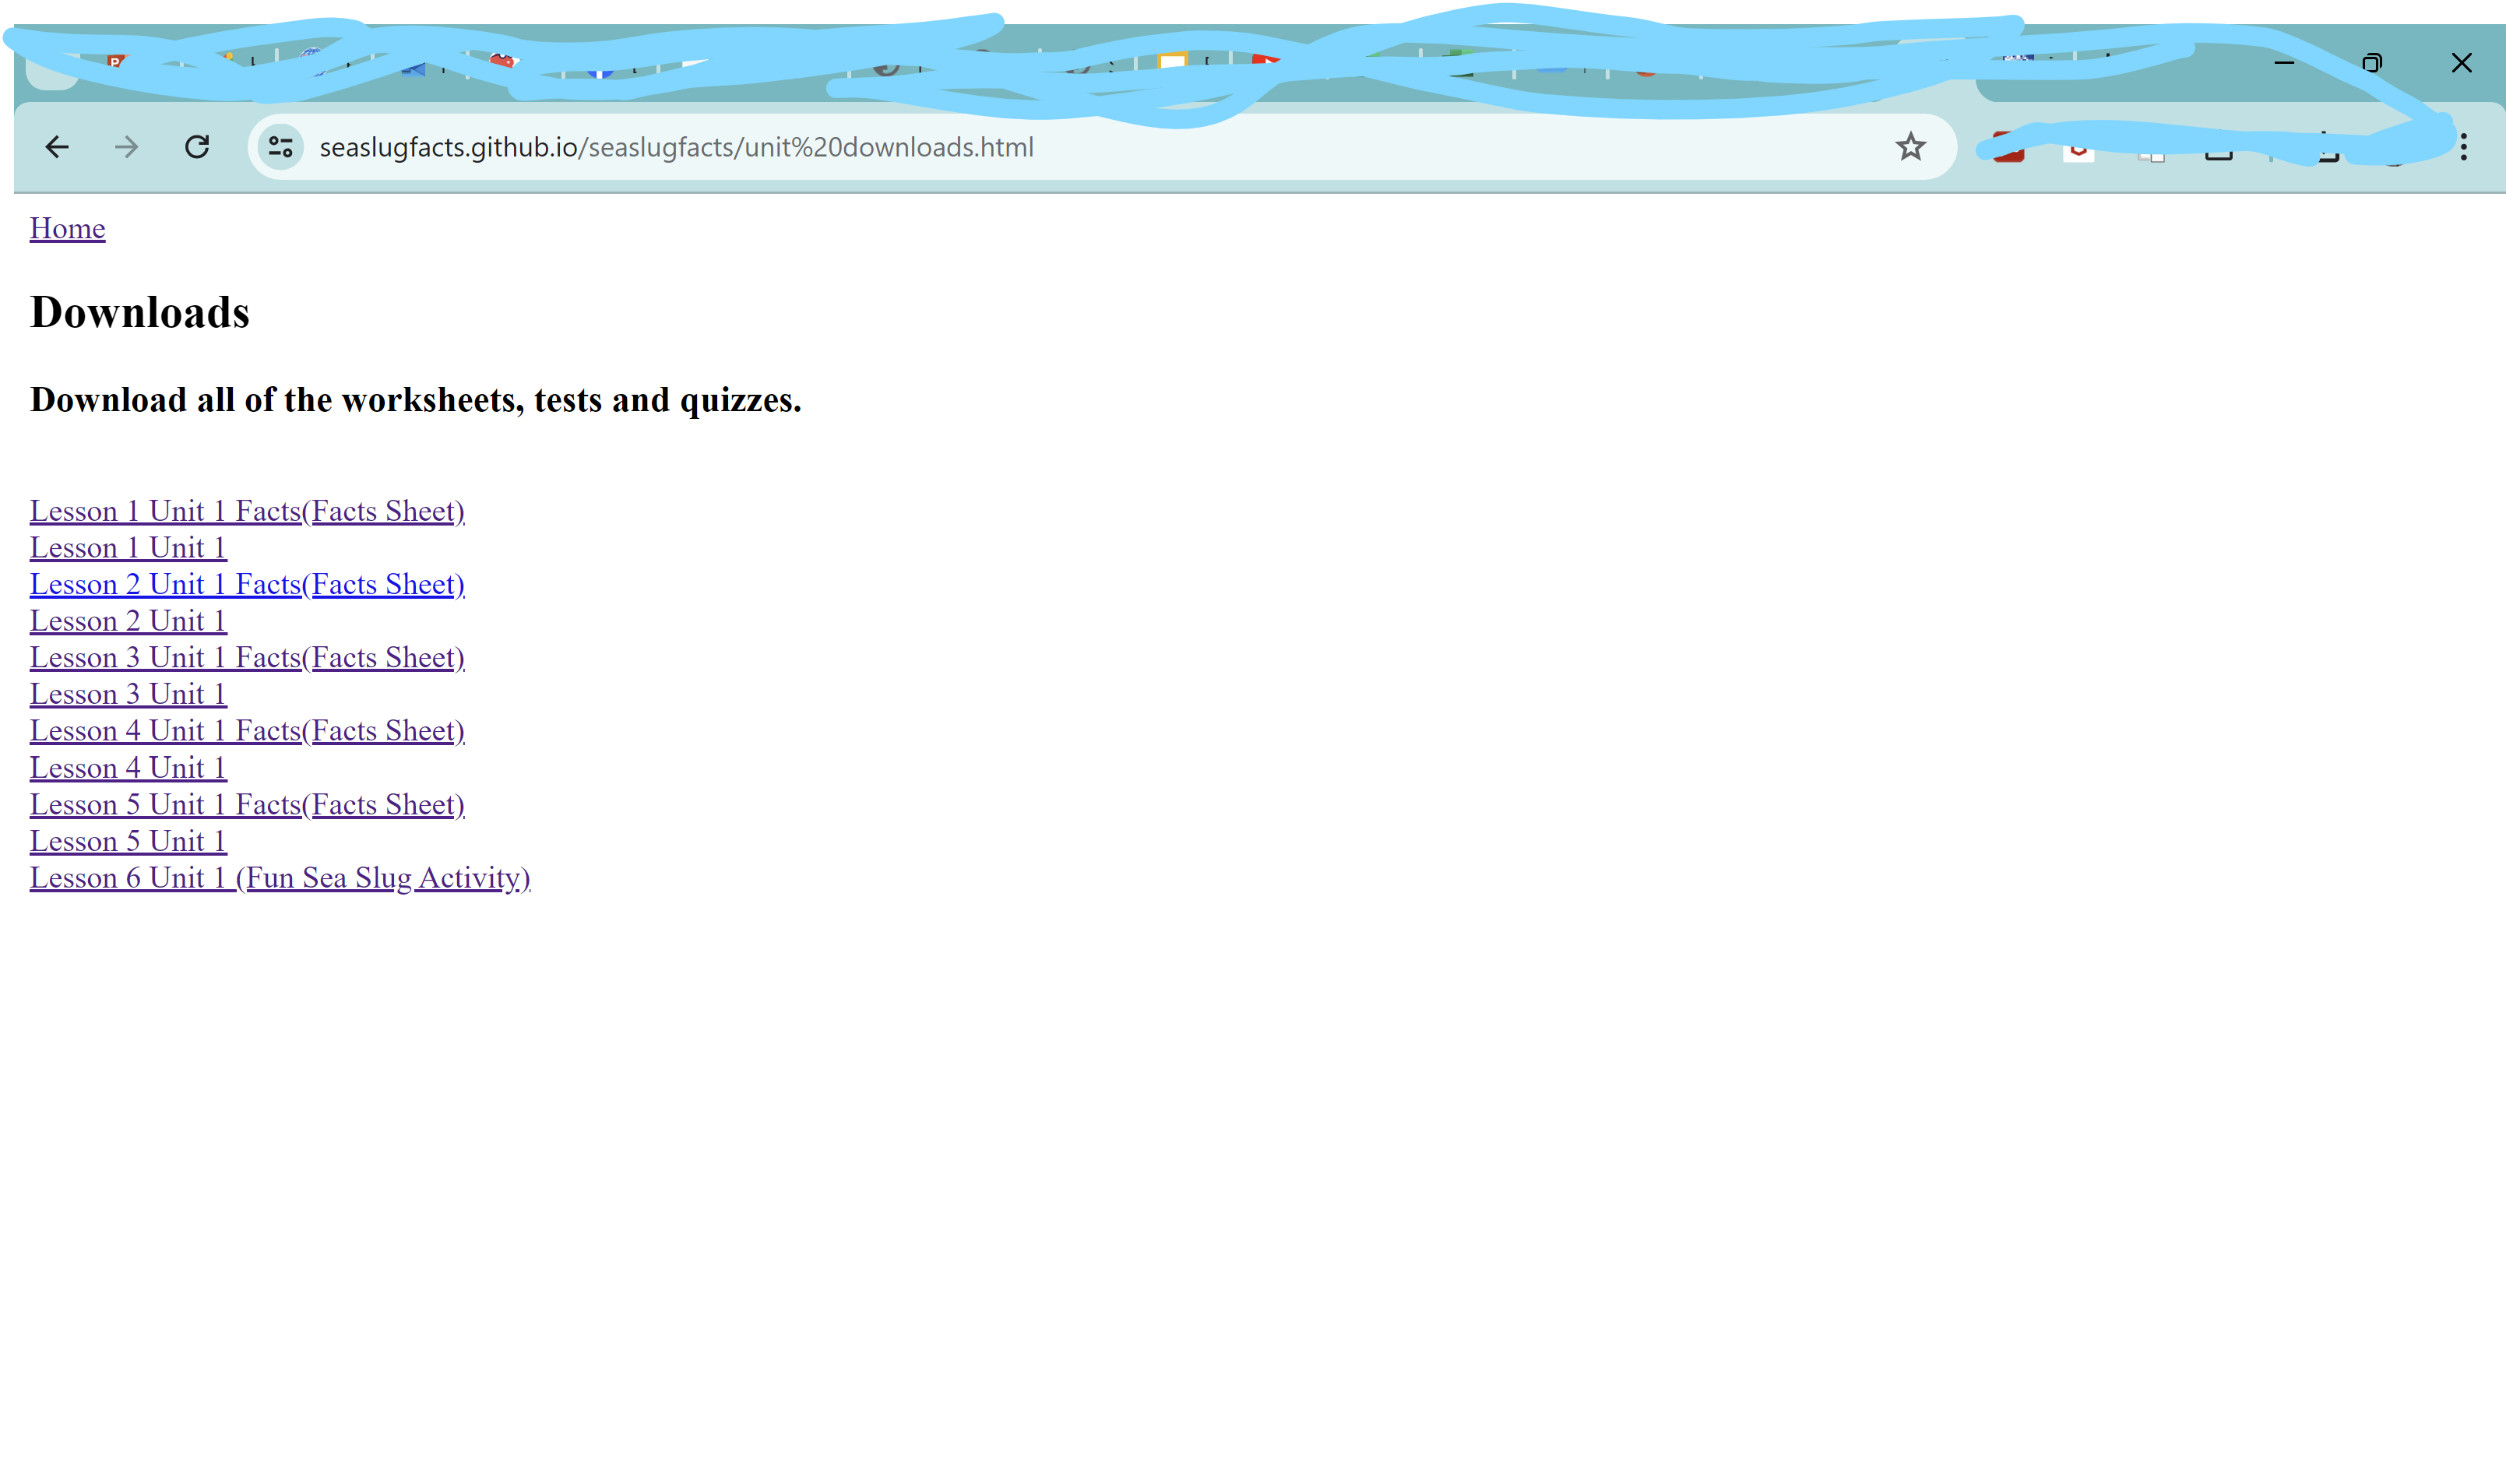 seaslugfacts.github.io/seaslugfacts/unit%20downloads.html
Home
Downloads
Download all of the worksheets, tests and quizzes.
Lesson 1 Unit 1 Facts(Facts Sheet)
Lesson 1 Unit 1
Lesson 2 Unit 1 Facts(Facts Sheet)
Lesson 2 Unit 1
Lesson 3 Unit 1 Facts(Facts Sheet)
Lesson 3 Unit 1
Lesson 4 Unit 1 Facts(Facts Sheet)
Lesson 4 Unit 1
Lesson 5 Unit 1 Facts(Facts Sheet)
Lesson 5 Unit 1
Lesson 6 Unit 1 (Fun Sea Slug Activity)